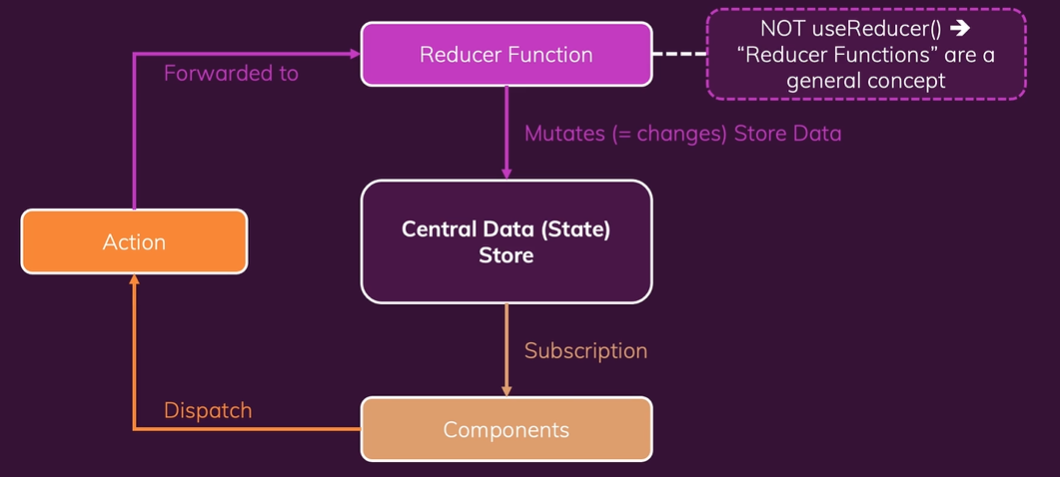 Reducer Function
NOT useReducer() ➔
“Reducer Functions” are a
general concept
Forwarded to
Mutates (= changes) Store Data
Action
Central Data (State)
Store
Subscription
Dispatch
Components